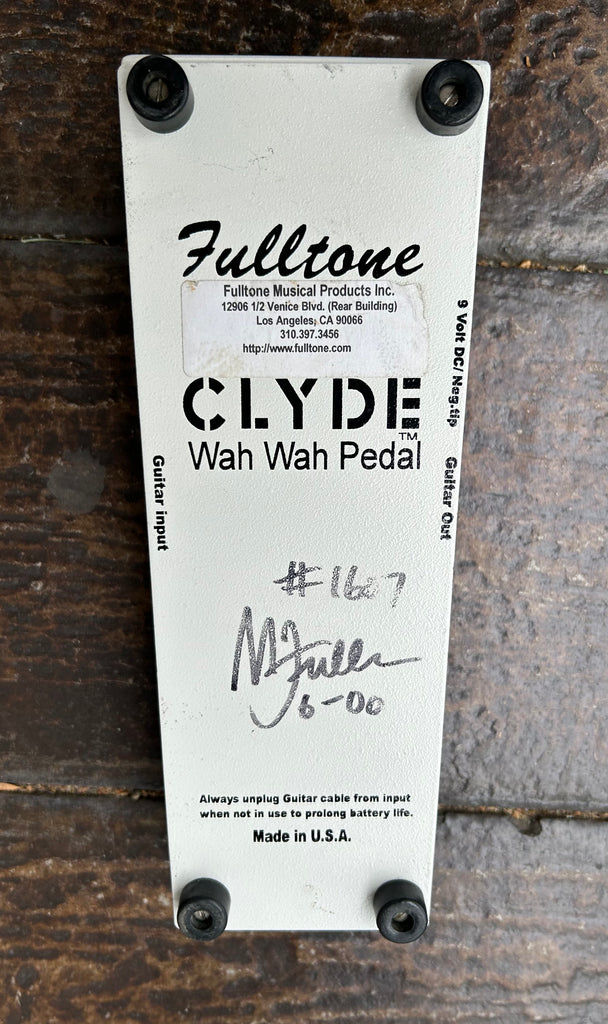 Fulltone
Fulltone Musical Products Inc.
12906 1/2 Venice Blvd. (Rear Building)
Los Angeles, CA 90066
310.397.3456
http://www.fulltone.com
CLYDE
TM
Wah Wah Pedal
9 Volt DC/ Neg.tip
Guitar Out
Guitar input
#1607
M Fuller
6-00
Always unplug Guitar cable from input
when not in use to prolong battery life.
Made in U.S.A.